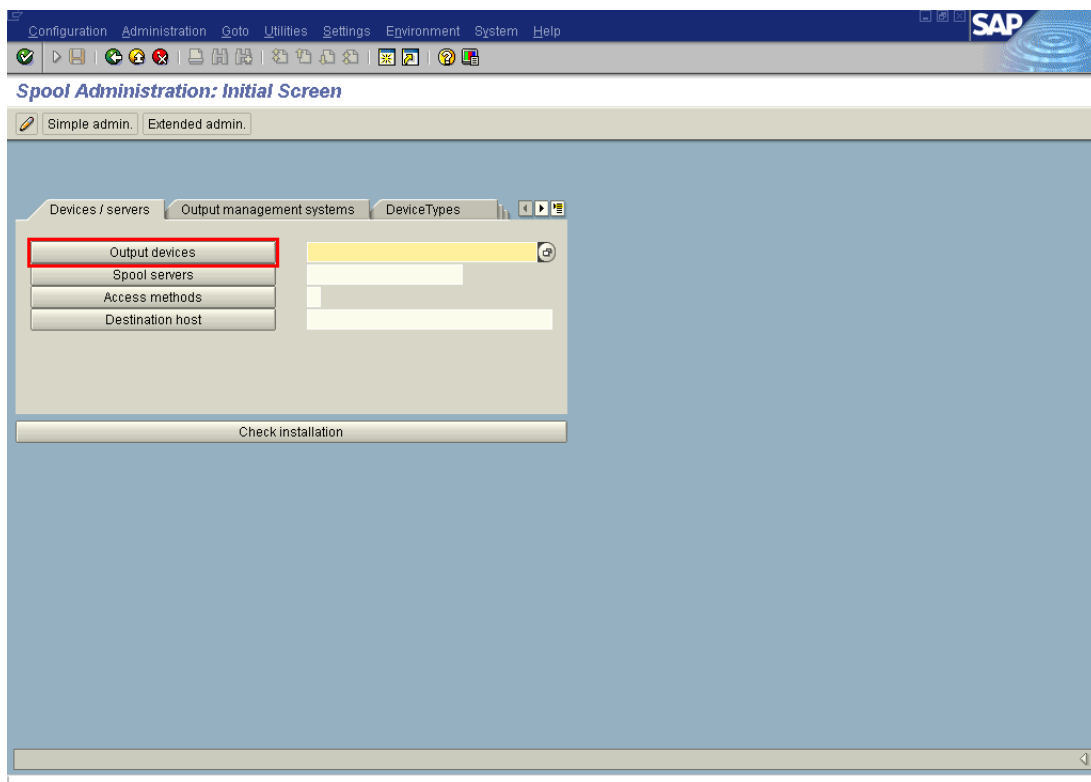 Configuration Administration Goto Utilities Settings Environment System Help
SAP
Spool Administration: Initial Screen
Simple admin. Extended admin.
Devices / servers Output management systems DeviceTypes
Output devices
Spool servers
Access methods
Destination host
Check installation